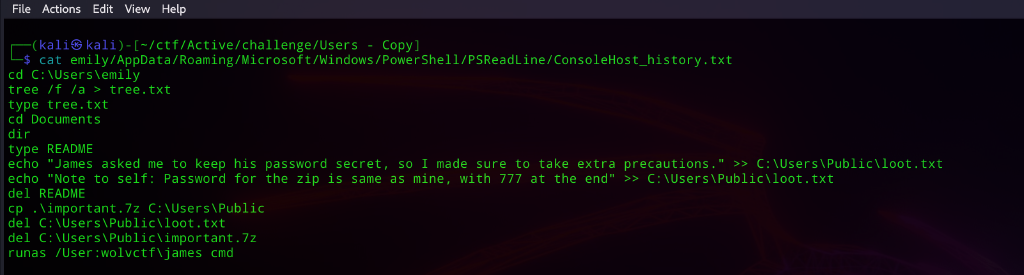 File Actions Edit View Help
┌──(kali㉿kali)-[~/ctf/Active/challenge/Users - Copy]
└─$ cat emily/AppData/Roaming/Microsoft/Windows/PowerShell/PSReadLine/ConsoleHost_history.txt
cd C:\Users\emily
tree /f /a > tree.txt
type tree.txt
cd Documents
dir
type README
echo "James asked me to keep his password secret, so I made sure to take extra precautions." >> C:\Users\Public\loot.txt
echo "Note to self: Password for the zip is same as mine, with 777 at the end" >> C:\Users\Public\loot.txt
del README
cp .\important.7z C:\Users\Public
del C:\Users\Public\loot.txt
del C:\Users\Public\important.7z
runas /User:wolvctf\james cmd